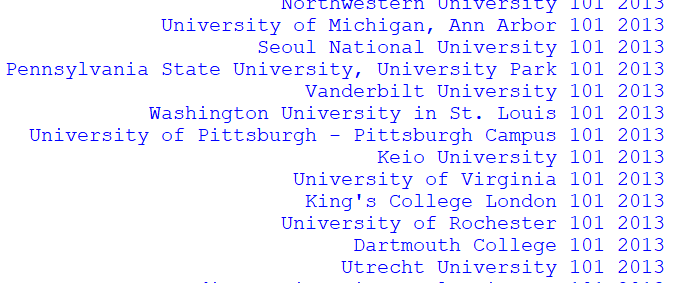 Northwestern University 101 2013
University of Michigan, Ann Arbor 101 2013
Seoul National University 101 2013
Pennsylvania State University, University Park 101 2013
Vanderbilt University 101 2013
Washington University in St. Louis 101 2013
University of Pittsburgh - Pittsburgh Campus 101 2013
Keio University 101 2013
University of Virginia 101 2013
King's College London 101 2013
University of Rochester 101 2013
Dartmouth College 101 2013
Utrecht University 101 2013